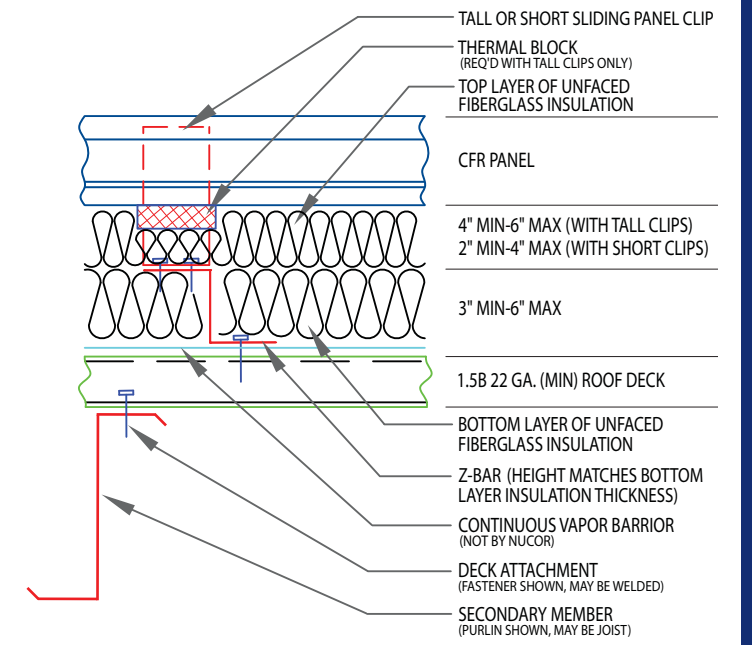 TALL OR SHORT SLIDING PANEL CLIP
THERMAL BLOCK
(REQ'D WITH TALL CLIPS ONLY)
TOP LAYER OF UNFACED
FIBERGLASS INSULATION
CFR PANEL
4" MIN-6" MAX (WITH TALL CLIPS)
2" MIN-4" MAX (WITH SHORT CLIPS)
3" MIN-6" MAX
1.5B 22 GA. (MIN) ROOF DECK
BOTTOM LAYER OF UNFACED
FIBERGLASS INSULATION
Z-BAR (HEIGHT MATCHES BOTTOM
LAYER INSULATION THICKNESS)
CONTINUOUS VAPOR BARRIOR
(NOT BY NUCOR)
DECK ATTACHMENT
(FASTENER SHOWN, MAY BE WELDED)
SECONDARY MEMBER
(PURLIN SHOWN, MAY BE JOIST)